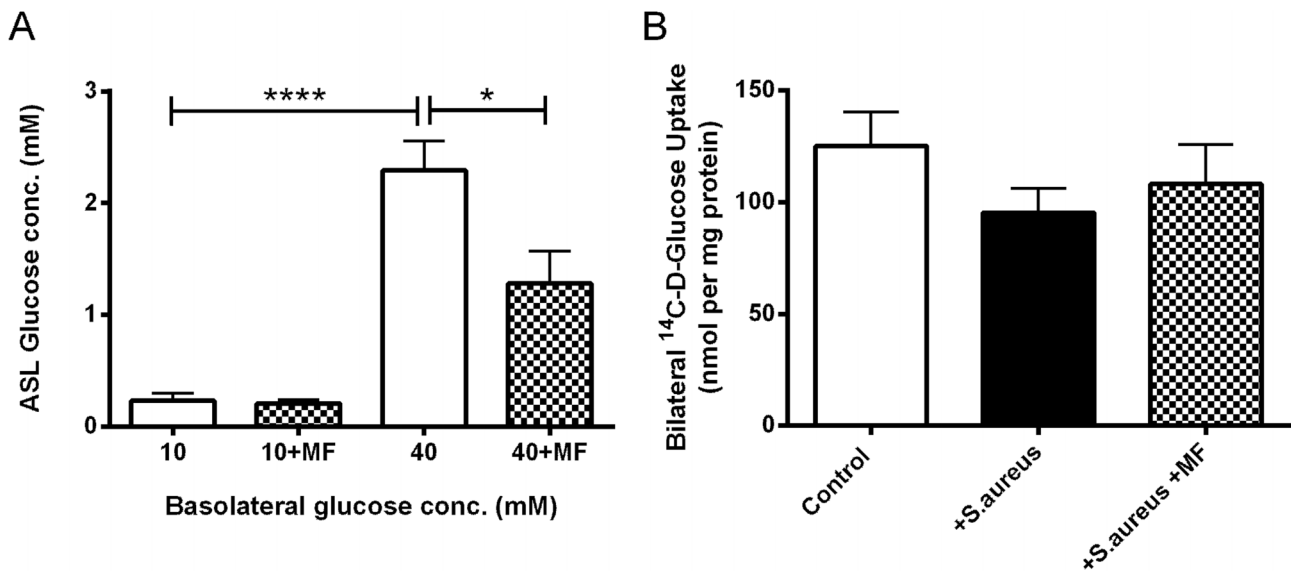 A
ASL Glucose conc. (mM)
3
2
1
0
****
*
10
10+MF
40
40+MF
Basolateral glucose conc. (mM)
B
Bilateral ¹⁴C-D-Glucose Uptake
(nmol per mg protein)
150
100
50
0
Control
+S.aureus
+S.aureus +MF